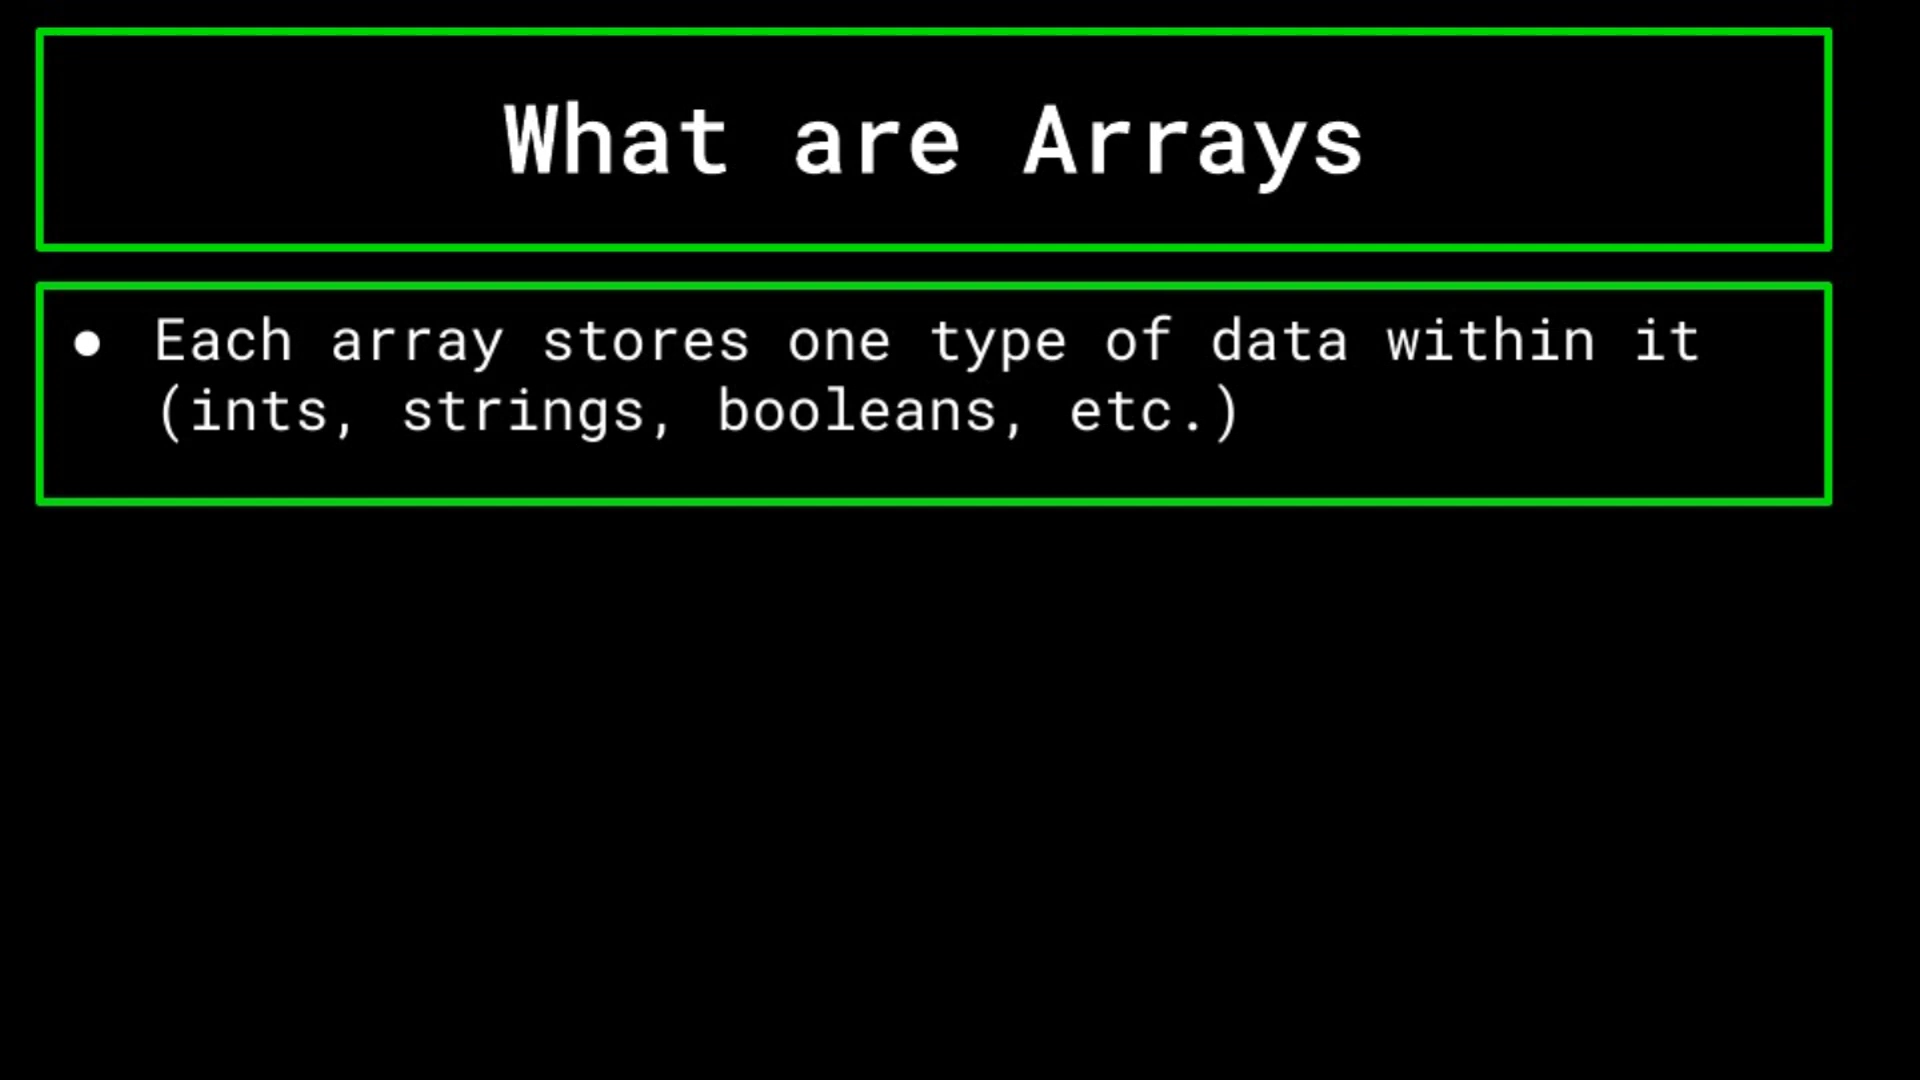 What are Arrays
● Each array stores one type of data within it
(ints, strings, booleans, etc.)